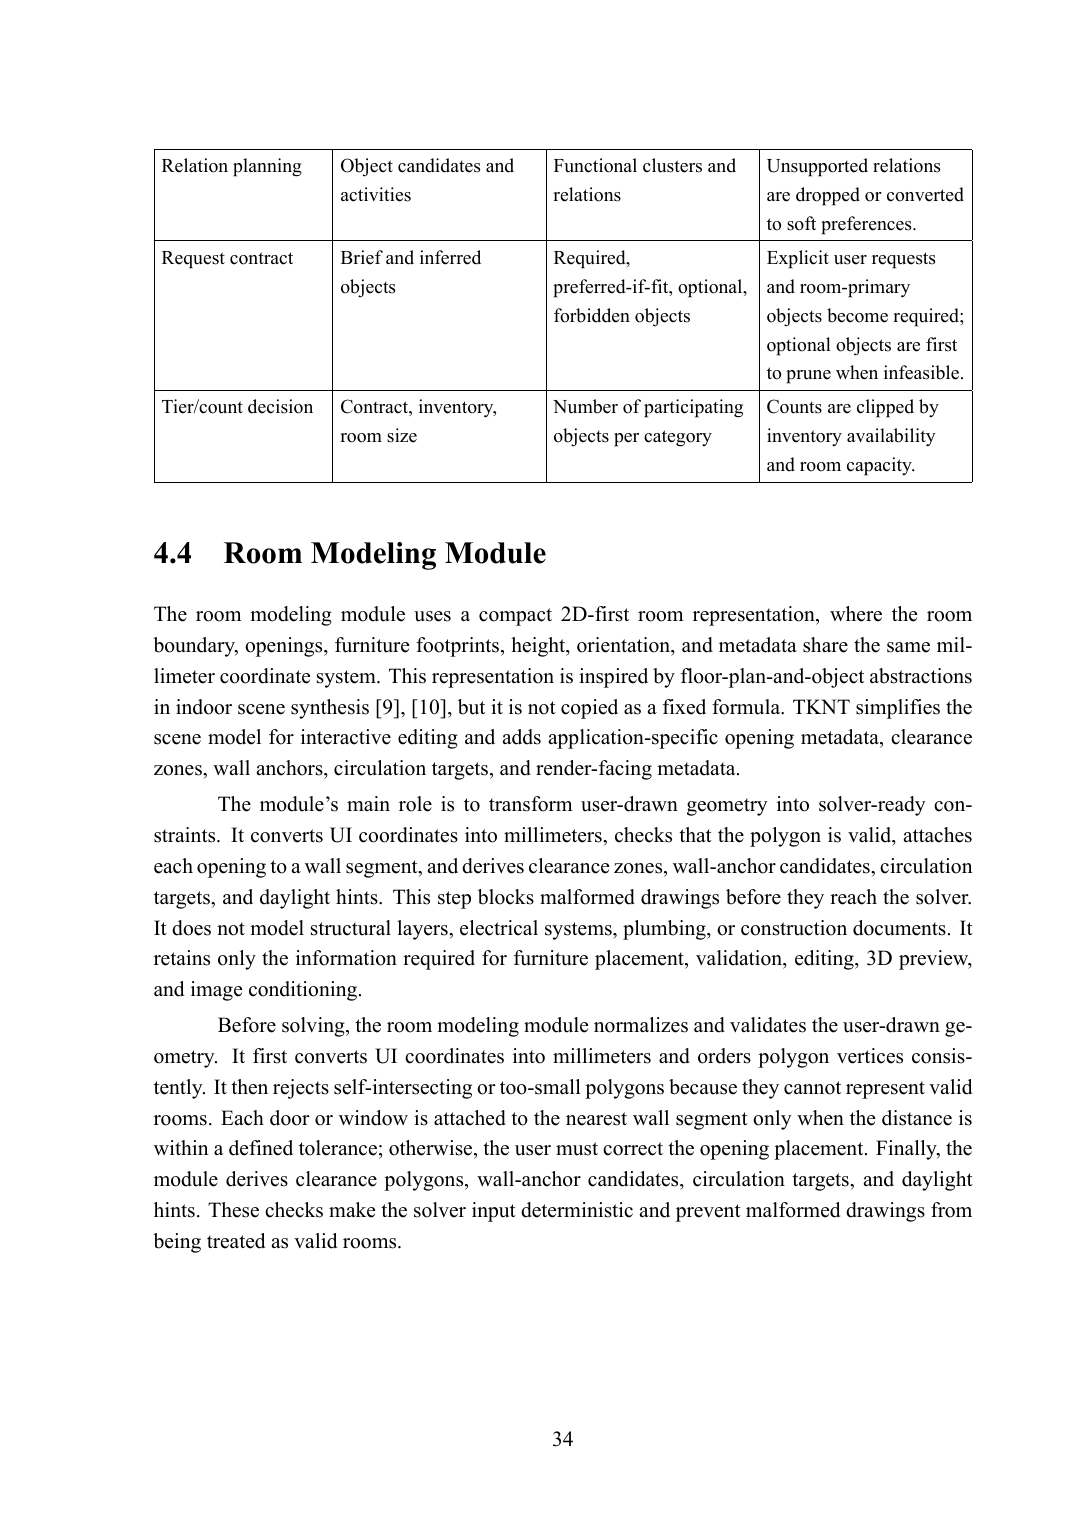 Relation planning
Object candidates and
activities
Functional clusters and
relations
Unsupported relations
are dropped or converted
to soft preferences.
Request contract
Brief and inferred
objects
Required,
preferred-if-fit, optional,
forbidden objects
Explicit user requests
and room-primary
objects become required;
optional objects are first
to prune when infeasible.
Tier/count decision
Contract, inventory,
room size
Number of participating
objects per category
Counts are clipped by
inventory availability
and room capacity.
4.4 Room Modeling Module
The room modeling module uses a compact 2D-first room representation, where the room
boundary, openings, furniture footprints, height, orientation, and metadata share the same mil-
limeter coordinate system. This representation is inspired by floor-plan-and-object abstractions
in indoor scene synthesis [9], [10], but it is not copied as a fixed formula. TKNT simplifies the
scene model for interactive editing and adds application-specific opening metadata, clearance
zones, wall anchors, circulation targets, and render-facing metadata.
The module’s main role is to transform user-drawn geometry into solver-ready con-
straints. It converts UI coordinates into millimeters, checks that the polygon is valid, attaches
each opening to a wall segment, and derives clearance zones, wall-anchor candidates, circulation
targets, and daylight hints. This step blocks malformed drawings before they reach the solver.
It does not model structural layers, electrical systems, plumbing, or construction documents. It
retains only the information required for furniture placement, validation, editing, 3D preview,
and image conditioning.
Before solving, the room modeling module normalizes and validates the user-drawn ge-
ometry. It first converts UI coordinates into millimeters and orders polygon vertices consis-
tently. It then rejects self-intersecting or too-small polygons because they cannot represent valid
rooms. Each door or window is attached to the nearest wall segment only when the distance is
within a defined tolerance; otherwise, the user must correct the opening placement. Finally, the
module derives clearance polygons, wall-anchor candidates, circulation targets, and daylight
hints. These checks make the solver input deterministic and prevent malformed drawings from
being treated as valid rooms.
34